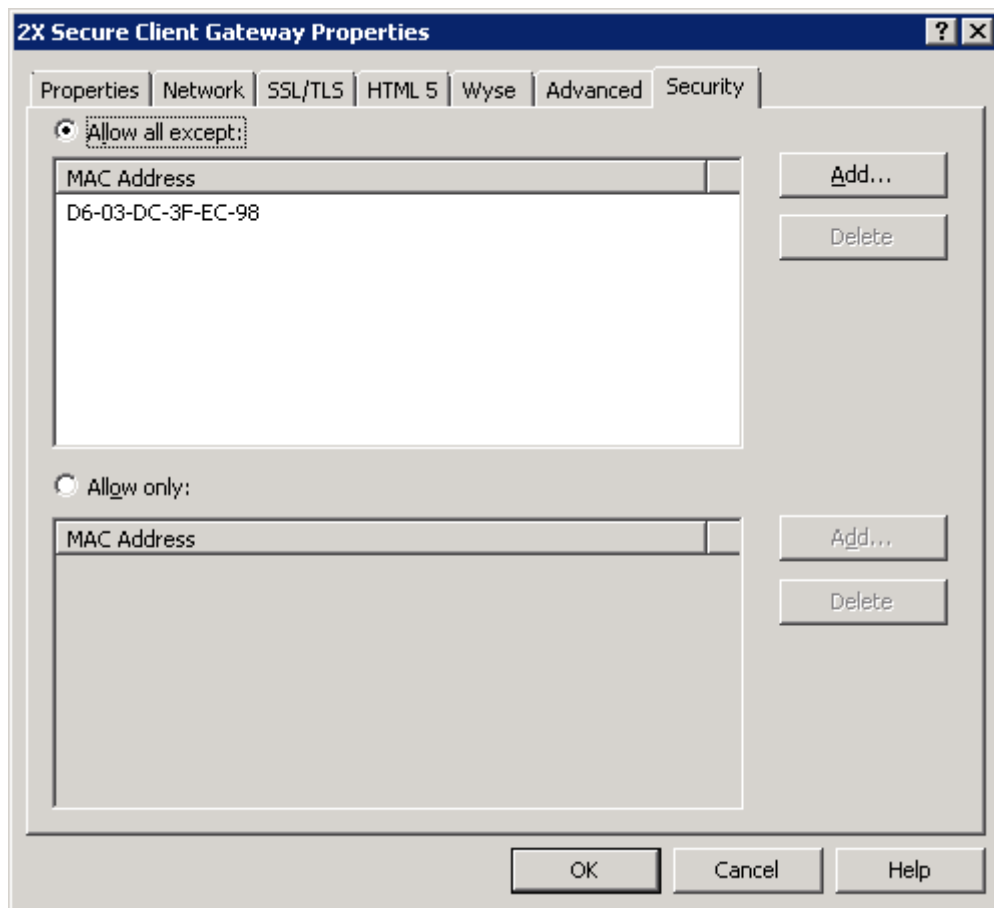 2X Secure Client Gateway Properties
Properties Network SSL/TLS HTML 5 Wyse Advanced Security
Allow all except:
MAC Address
Add...
D6-03-DC-3F-EC-98
Delete
Allow only:
MAC Address
Add...
Delete
OK Cancel Help